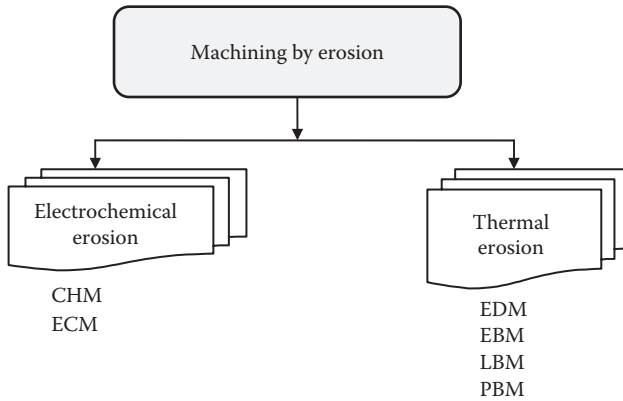 Machining by erosion
Electrochemical
erosion
CHM
ECM
Thermal
erosion
EDM
EBM
LBM
PBM